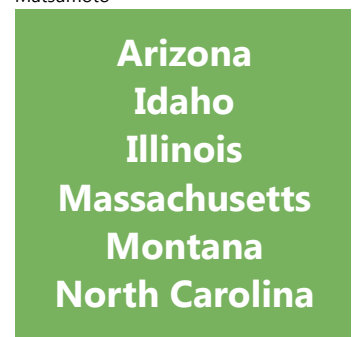 Arizona
Idaho
Illinois
Massachusetts
Montana
North Carolina